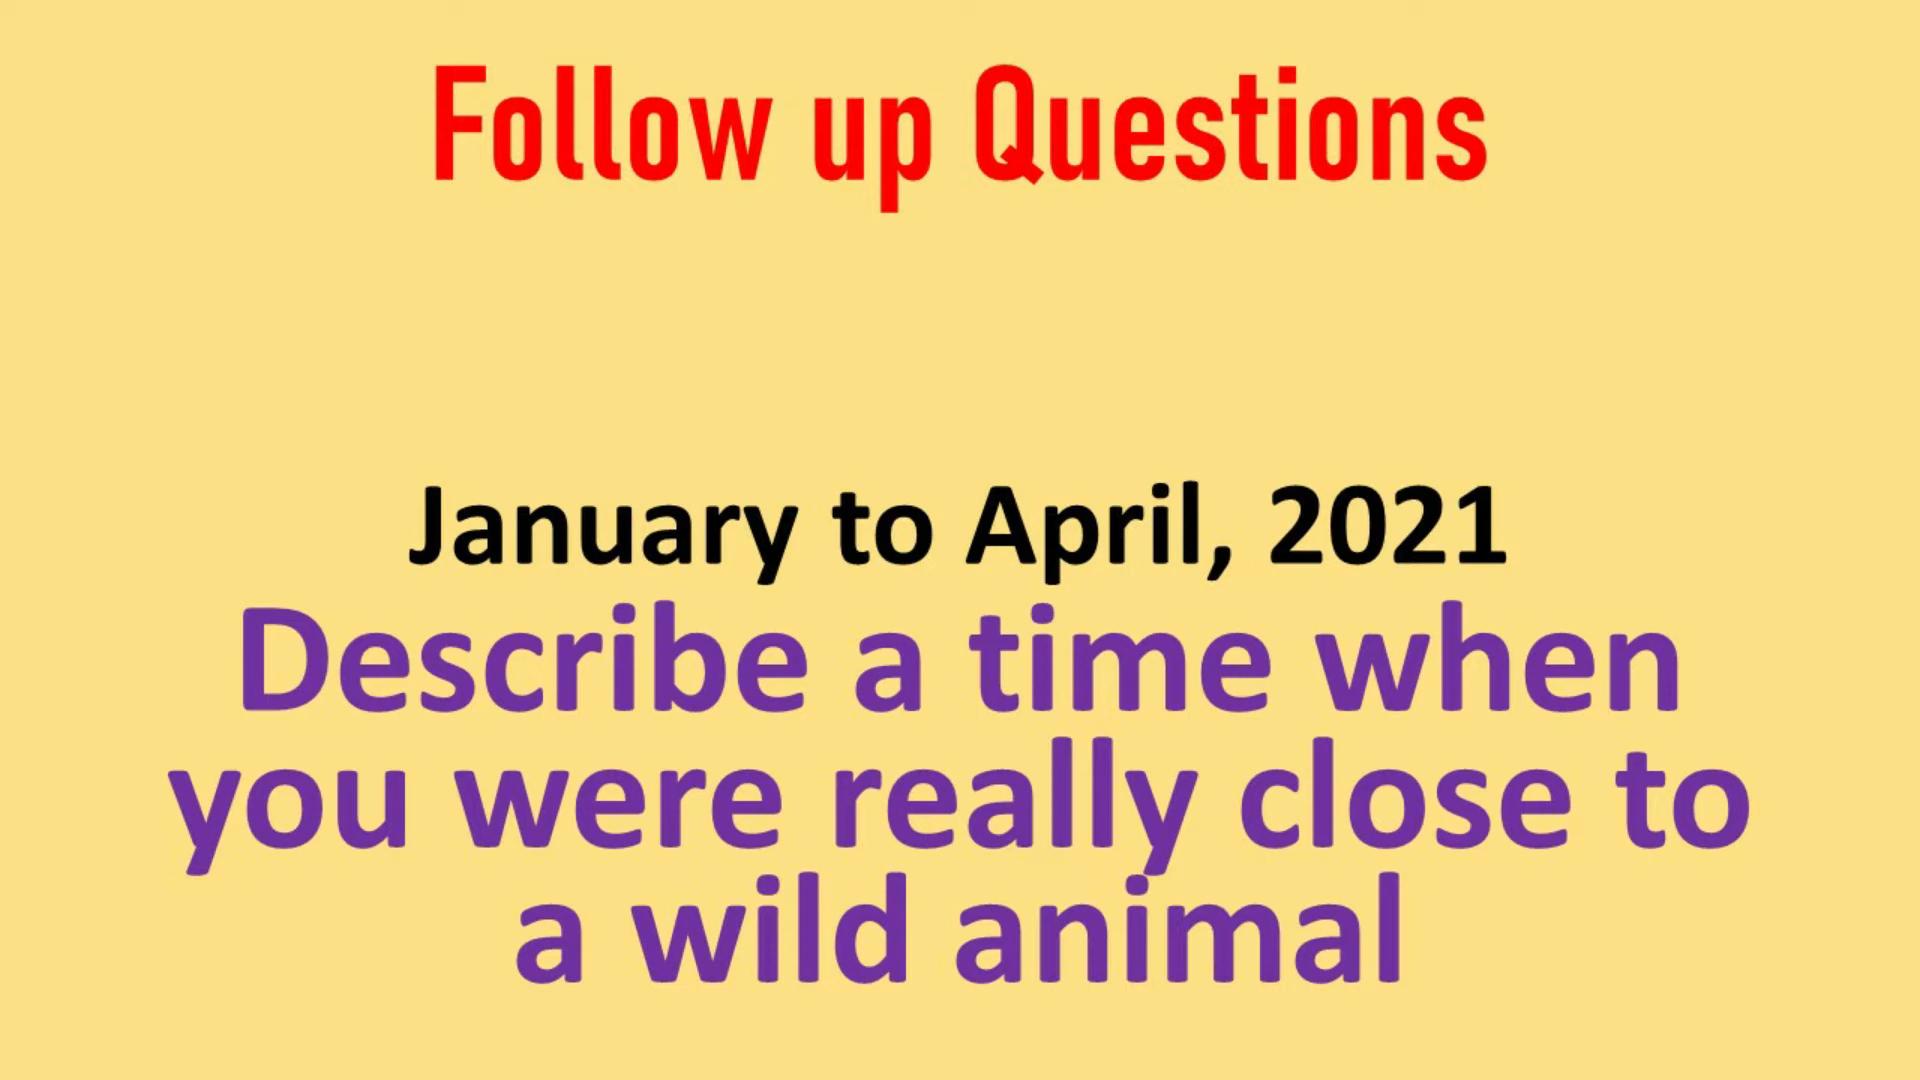 Follow up Questions
January to April, 2021
Describe a time when
you were really close to
a wild animal